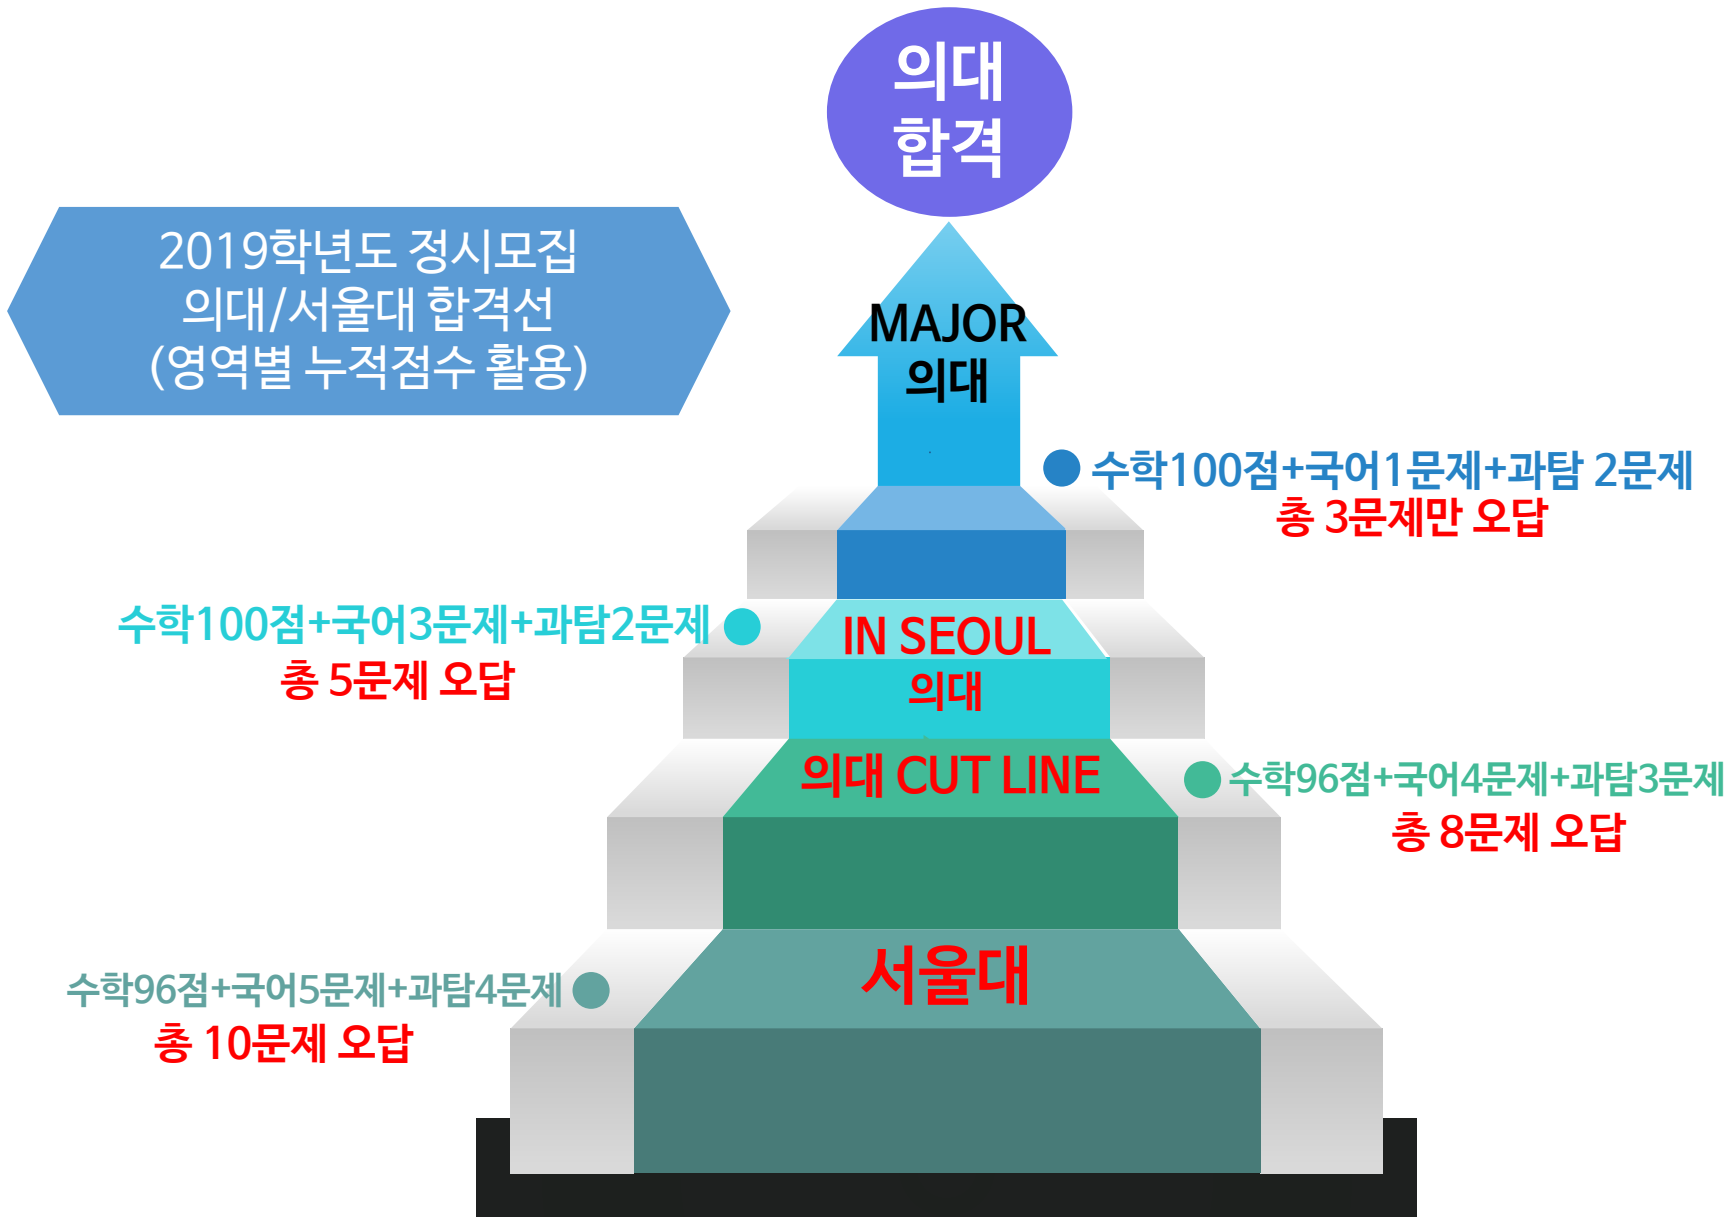 의대
합격
2019학년도 정시모집
의대/서울대 합격선
(영역별 누적점수 활용)
MAJOR
의대
수학100점+국어1문제+과탐 2문제
총 3문제만 오답
수학100점+국어3문제+과탐2문제
총 5문제 오답
IN SEOUL
의대
의대 CUT LINE
수학96점+국어4문제+과탐3문제
총 8문제 오답
서울대
수학96점+국어5문제+과탐4문제
총 10문제 오답